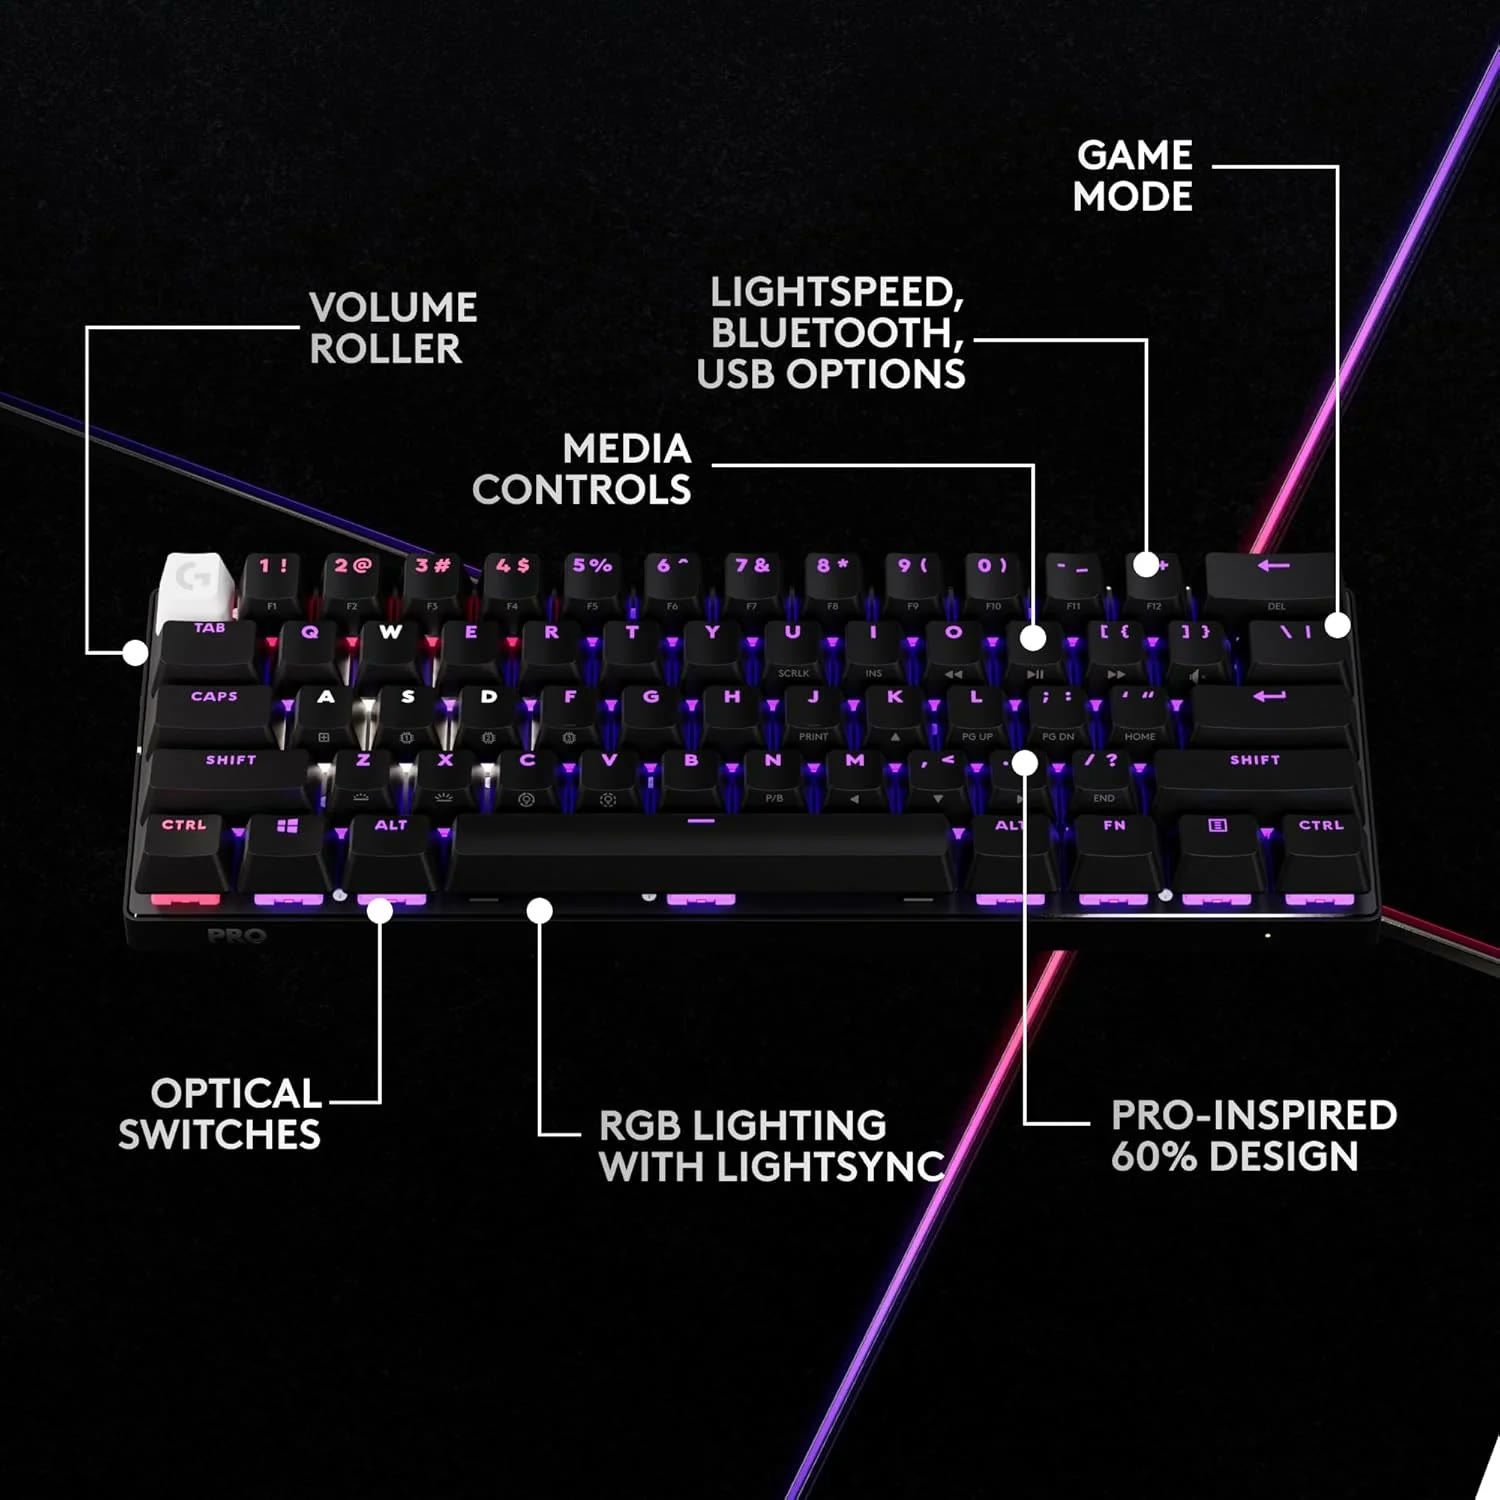 GAME
MODE
VOLUME
ROLLER
LIGHTSPEED,
BLUETOOTH,
USB OPTIONS
MEDIA
CONTROLS
G
1 ! 2 @ 3 # 4 $ 5 % 6 ^ 7 & 8 * 9 ( 0 ) - _ + ←
F1 F2 F3 F4 F5 F6 F7 F8 F9 F10 F11 F12 DEL
TAB Q W E R T Y U I O [ { ] } \ |
SCRLK INS
CAPS A S D F G H J K L ; : ‘ “
PRINT PG UP PG DN HOME
SHIFT Z X C V B N M , < . / ? SHIFT
P/B END
CTRL ALT ALT FN CTRL
PRO
OPTICAL
SWITCHES
RGB LIGHTING
WITH LIGHTSYNC
PRO-INSPIRED
60% DESIGN